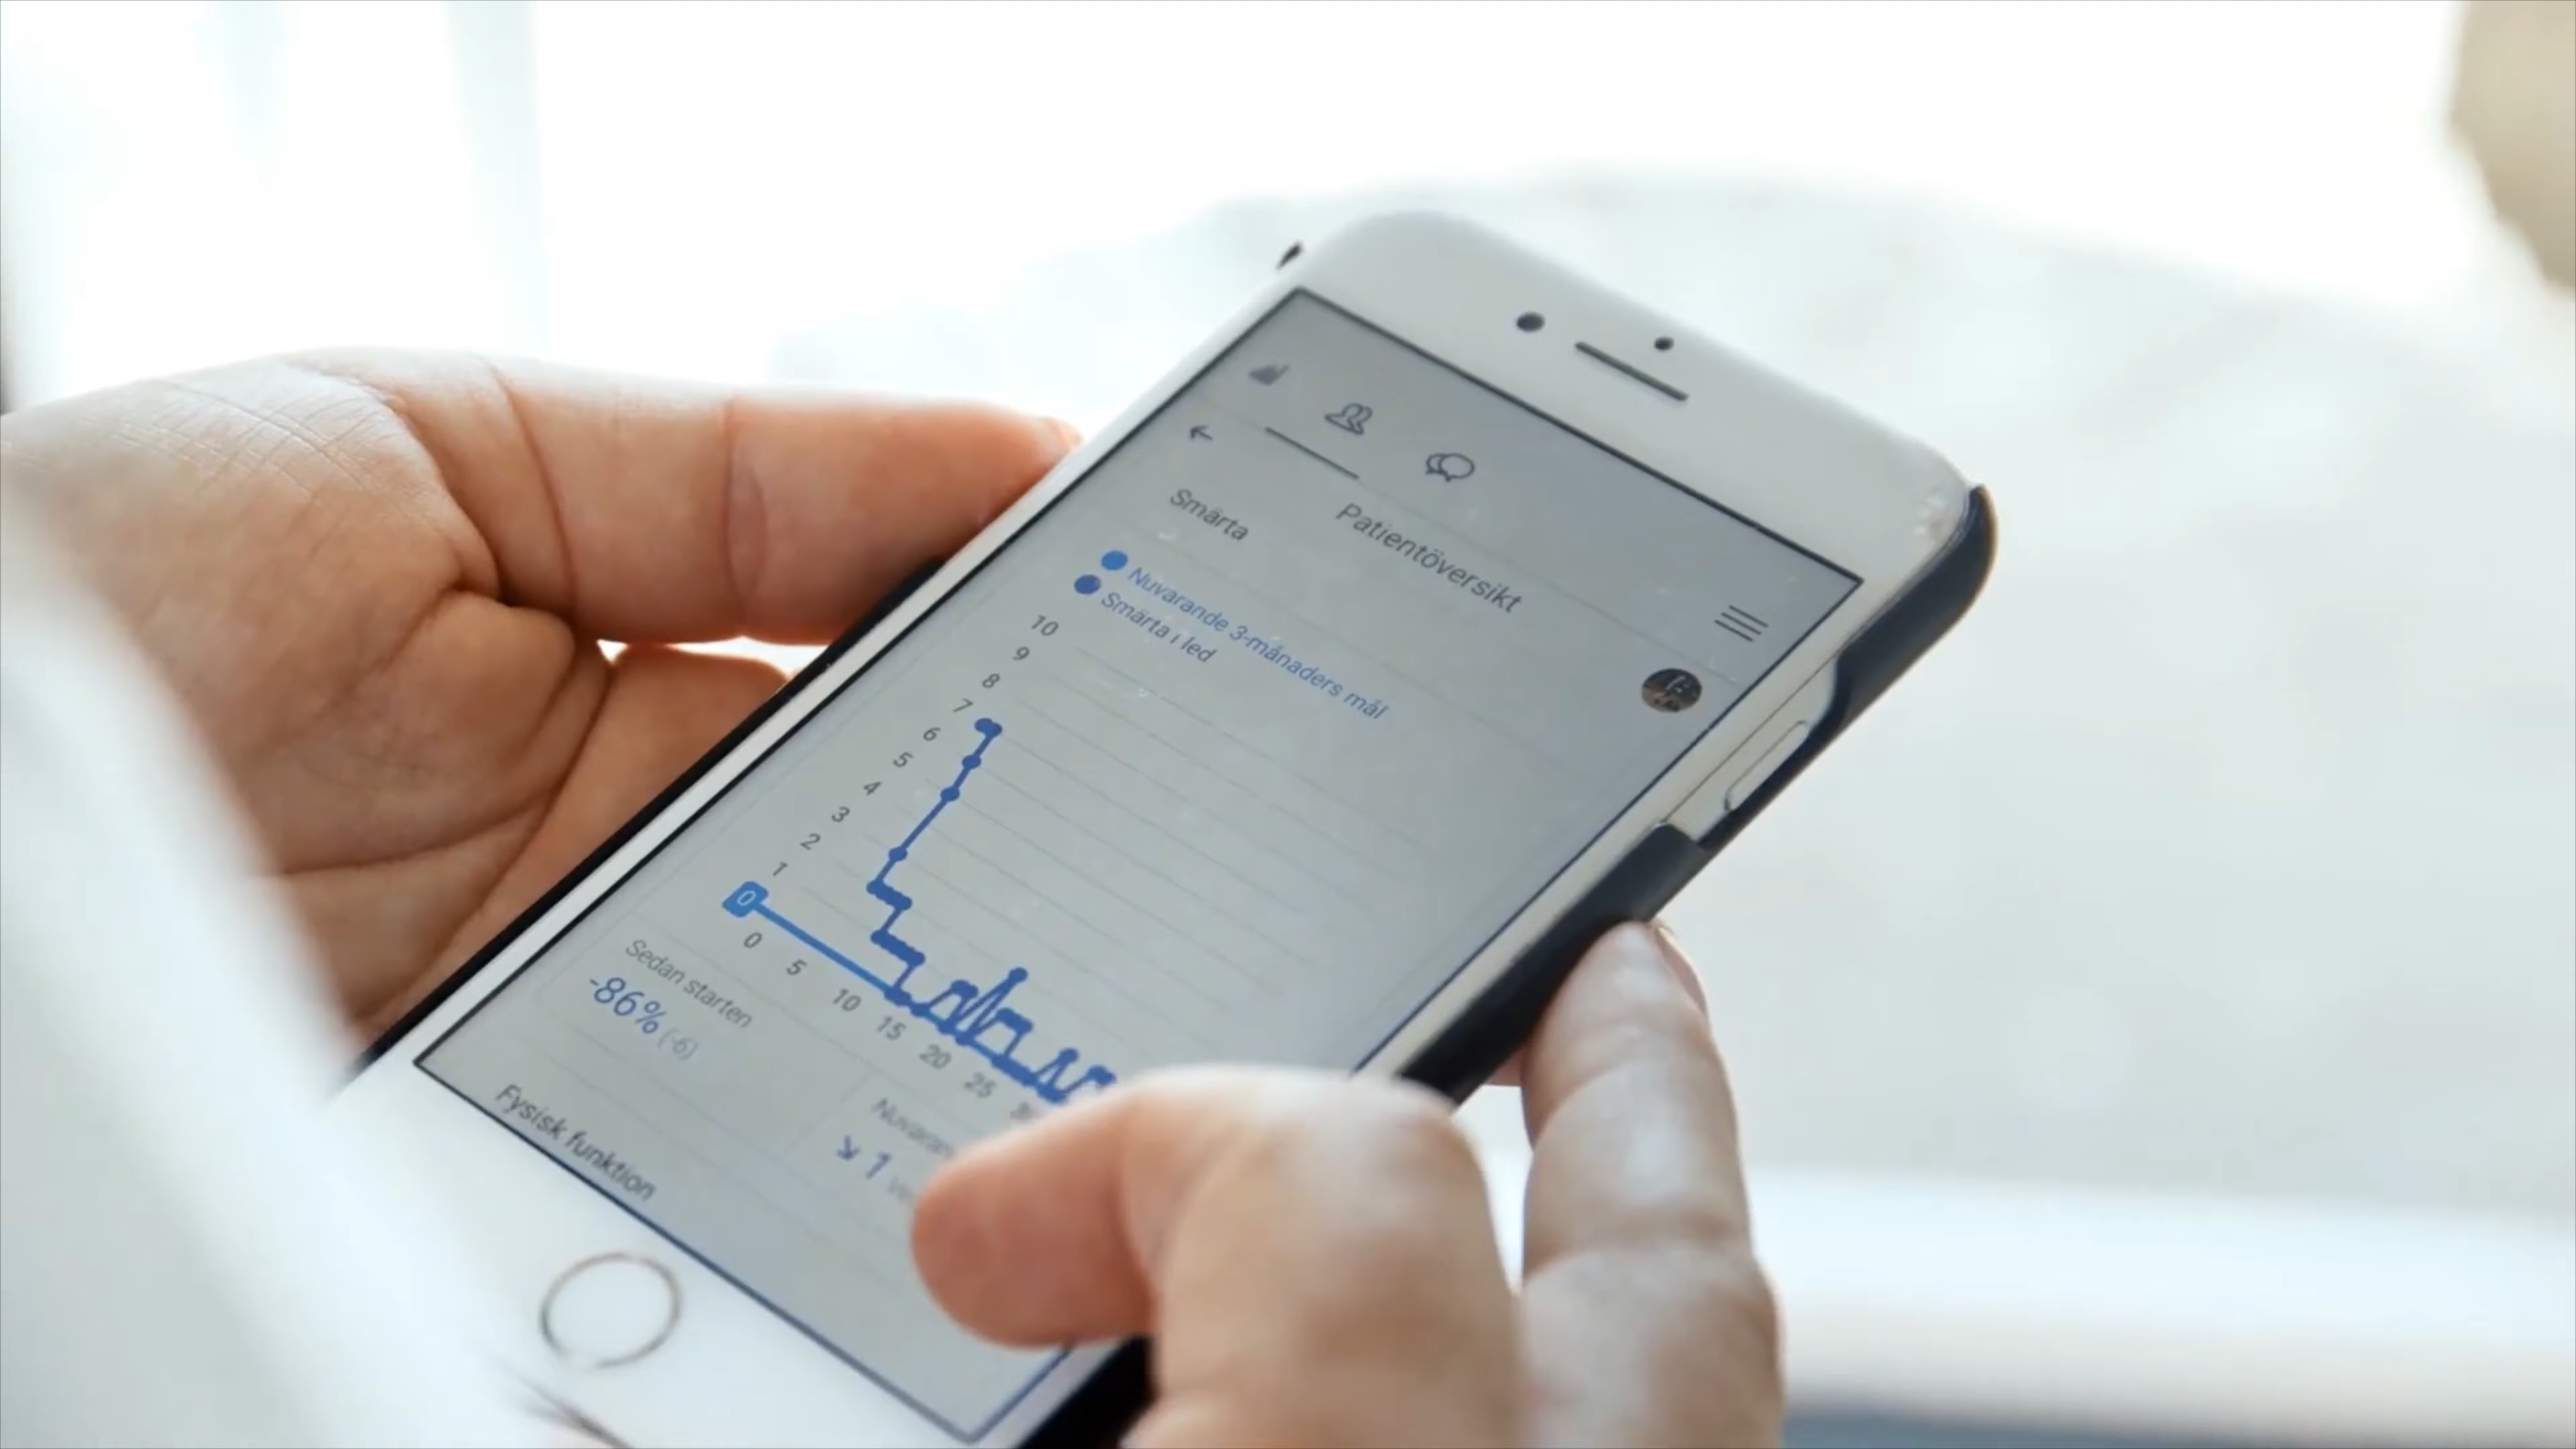 Patientöversikt
Smärta
Nuvarande 3-månaders mål
Smärta i led
10
9
8
7
6
5
4
3
2
1
0
0 5 10 15 20 25
Sedan starten
-86% (-6)
1
Fysisk funktion